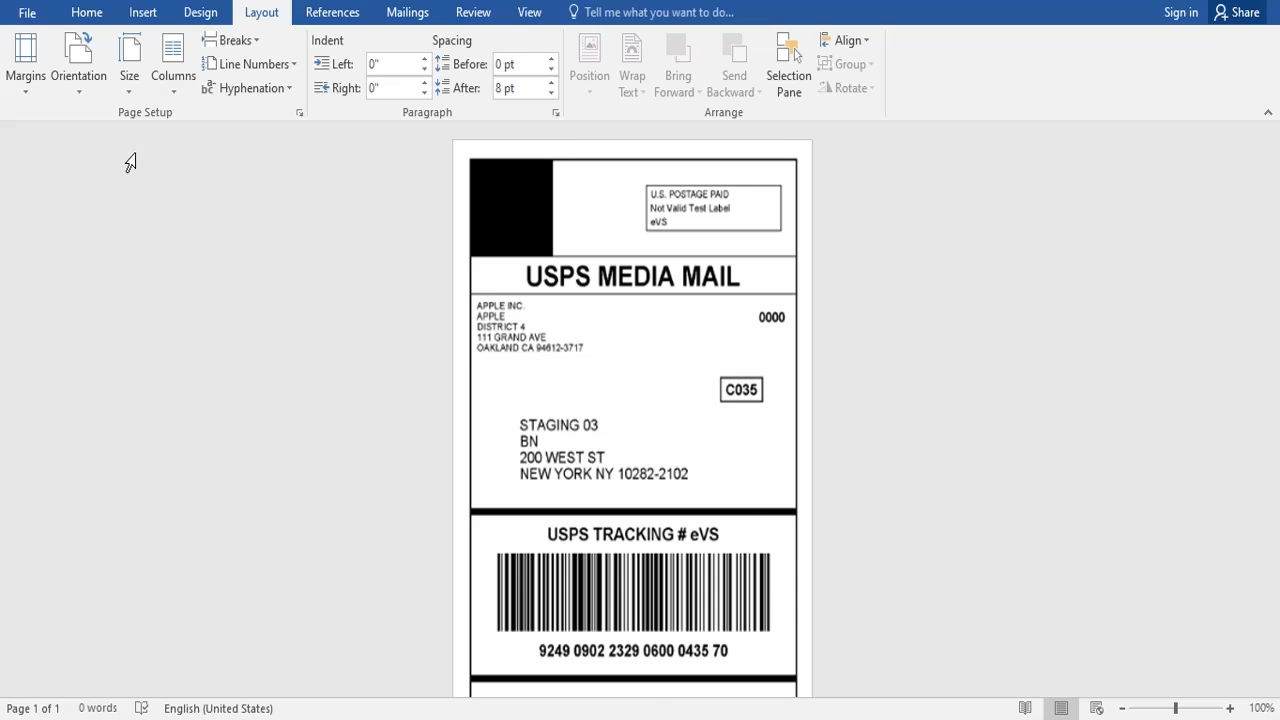 File Home Insert Design Layout References Mailings Review View Tell me what you want to do... Sign in Share
Margins Orientation Size Columns
Breaks
Line Numbers
Hyphenation
Page Setup
Indent Spacing
Left: 0" Before: 0 pt
Right: 0" After: 8 pt
Paragraph
Position Wrap Text Bring Forward Send Backward Selection Pane
Align
Group
Rotate
Arrange
U.S. POSTAGE PAID
Not Valid Test Label
eVS
USPS MEDIA MAIL
APPLE INC.
APPLE
DISTRICT 4
111 GRAND AVE
OAKLAND CA 94612-3717
0000
C035
STAGING 03
BN
200 WEST ST
NEW YORK NY 10282-2102
USPS TRACKING # eVS
9249 0902 2329 0600 0435 70
Page 1 of 1 0 words English (United States) 100%